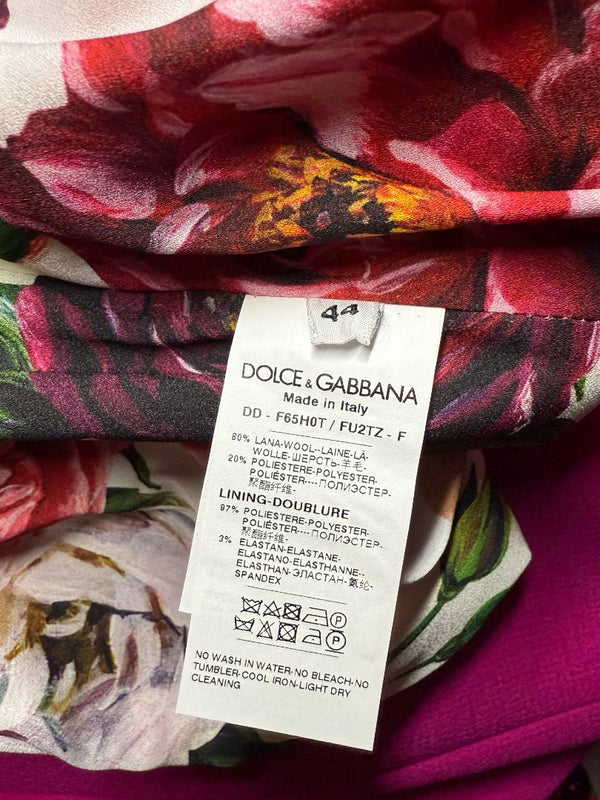 44
DOLCE & GABBANA
Made in Italy
DD - F65H0T / FU2TZ - F
80% LANA-WOOL--LAINE-LÁ-
WOLLE-ШЕРСТЬ-羊毛-
20% POLIESTERE-POLYESTER-
POLIÉSTER----ПОЛИЭСТЕР-
聚酯纤维-
LINING-DOUBLURE
97% POLIESTERE-POLYESTER-
POLIÉSTER----ПОЛИЭСТЕР-
聚酯纤维-
3% ELASTAN-ELASTANE-
ELASTANO-ELASTHANNE--
ELASTHAN-ЭЛАСТАН-氨纶-
SPANDEX
P
P
NO WASH IN WATER-NO BLEACH-NO
TUMBLER-COOL IRON-LIGHT DRY
CLEANING